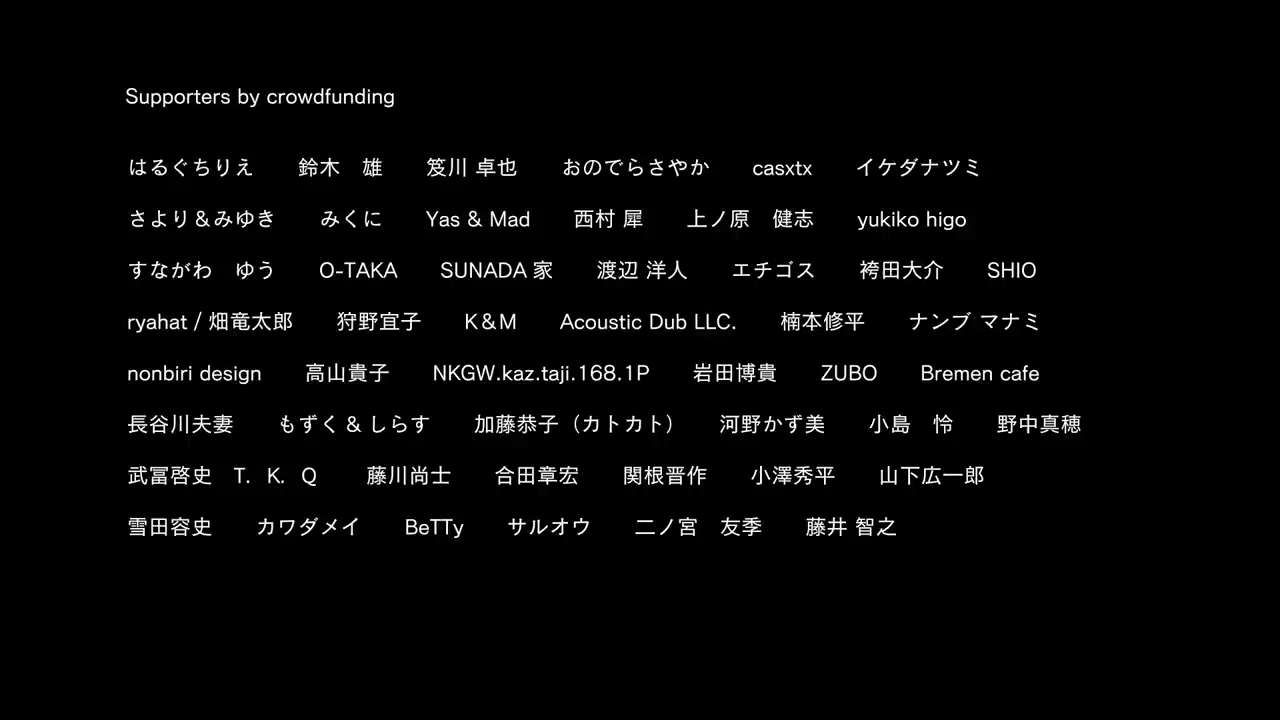 Supporters by crowdfunding
はるぐちりえ　鈴木　雄　笈川 卓也　おのでらさやか　casxtx　イケダナツミ
さより＆みゆき　みくに　Yas & Mad　西村 犀　上ノ原　健志　yukiko higo
すながわ　ゆう　O-TAKA　SUNADA 家　渡辺 洋人　エチゴス　袴田大介　SHIO
ryahat / 畑竜太郎　狩野宜子　K＆M　Acoustic Dub LLC.　楠本修平　ナンブ マナミ
nonbiri design　高山貴子　NKGW.kaz.taji.168.1P　岩田博貴　ZUBO　Bremen cafe
長谷川夫妻　もずく & しらす　加藤恭子（カトカト）　河野かず美　小島　怜　野中真穂
武冨啓史　T．K．Q　藤川尚士　合田章宏　関根晋作　小澤秀平　山下広一郎
雪田容史　カワダメイ　BeTTy　サルオウ　二ノ宮　友季　藤井 智之